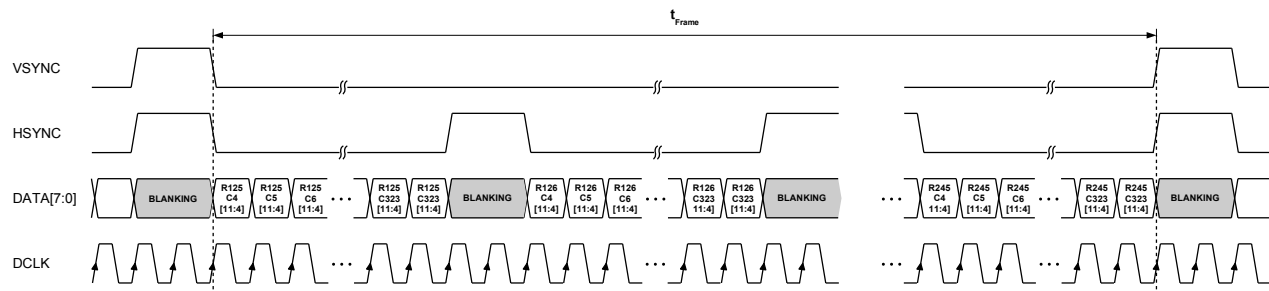 tFrame
VSYNC
HSYNC
DATA[7:0]
BLANKING
R125
C4
[11:4]
R125
C5
[11:4]
R125
C6
[11:4]
...
R125
C323
[11:4]
R125
C323
[11:4]
BLANKING
R126
C4
[11:4]
R126
C5
[11:4]
R126
C6
[11:4]
...
R126
C323
11:4]
R126
C323
[11:4]
BLANKING
...
R245
C4
11:4]
R245
C5
[11:4]
R245
C6
[11:4]
...
R245
C323
[11:4]
R245
C323
[11:4]
BLANKING
DCLK
...
...
...
...